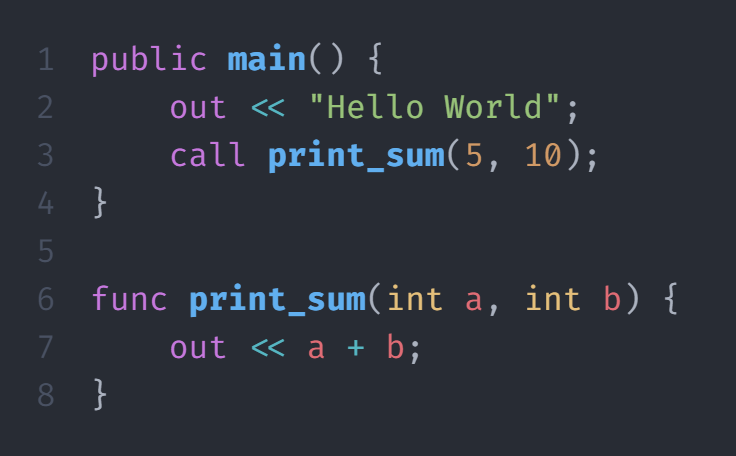 1 public main() {
2     out << "Hello World";
3     call print_sum(5, 10);
4 }
5
6 func print_sum(int a, int b) {
7     out << a + b;
8 }